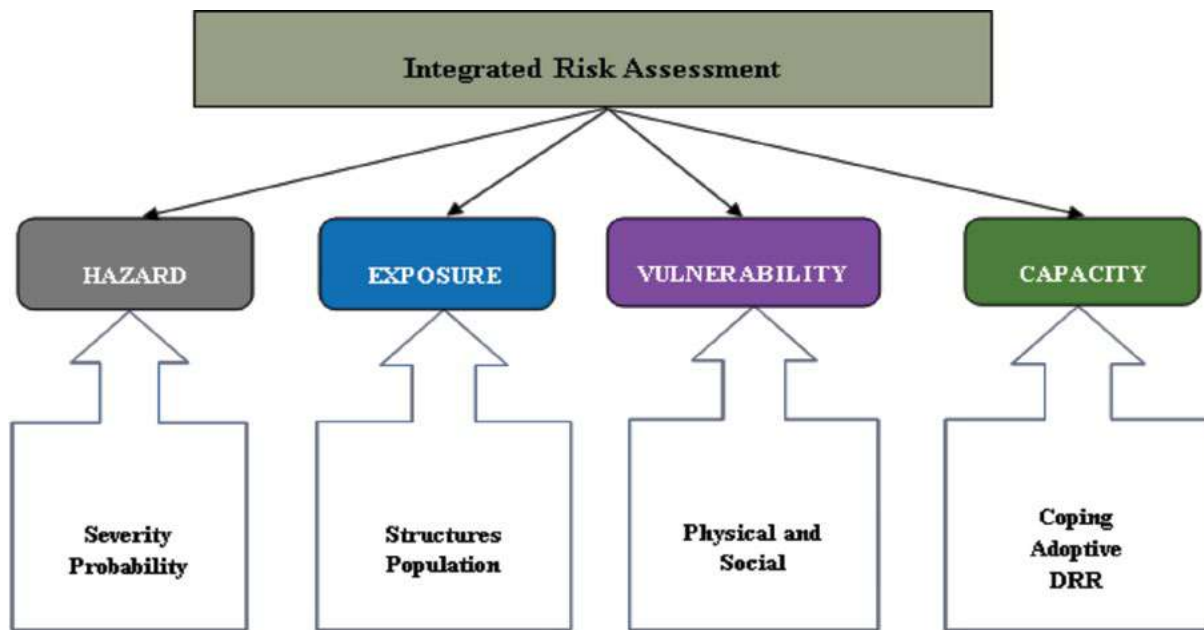 Integrated Risk Assessment
HAZARD
EXPOSURE
VULNERABILITY
CAPACITY
Severity
Probability
Structures
Population
Physical and
Social
Coping
Adoptive
DRR